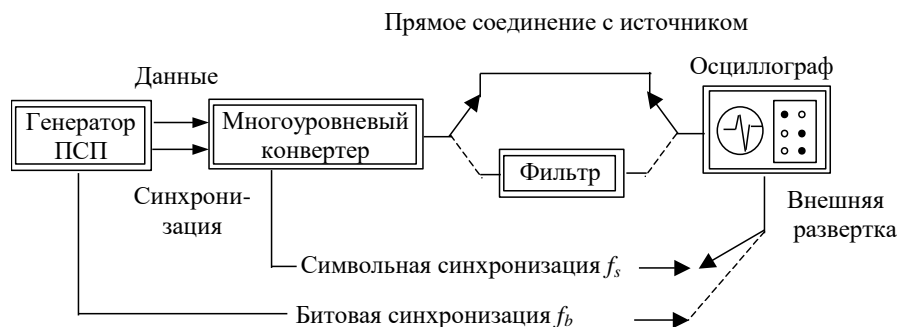 Прямое соединение с источником
Данные
Осциллограф
Генератор
ПСП
Многоуровневый
конвертер
Фильтр
Синхрони-
зация
Внешняя
развертка
Символьная синхронизация fs
Битовая синхронизация fb